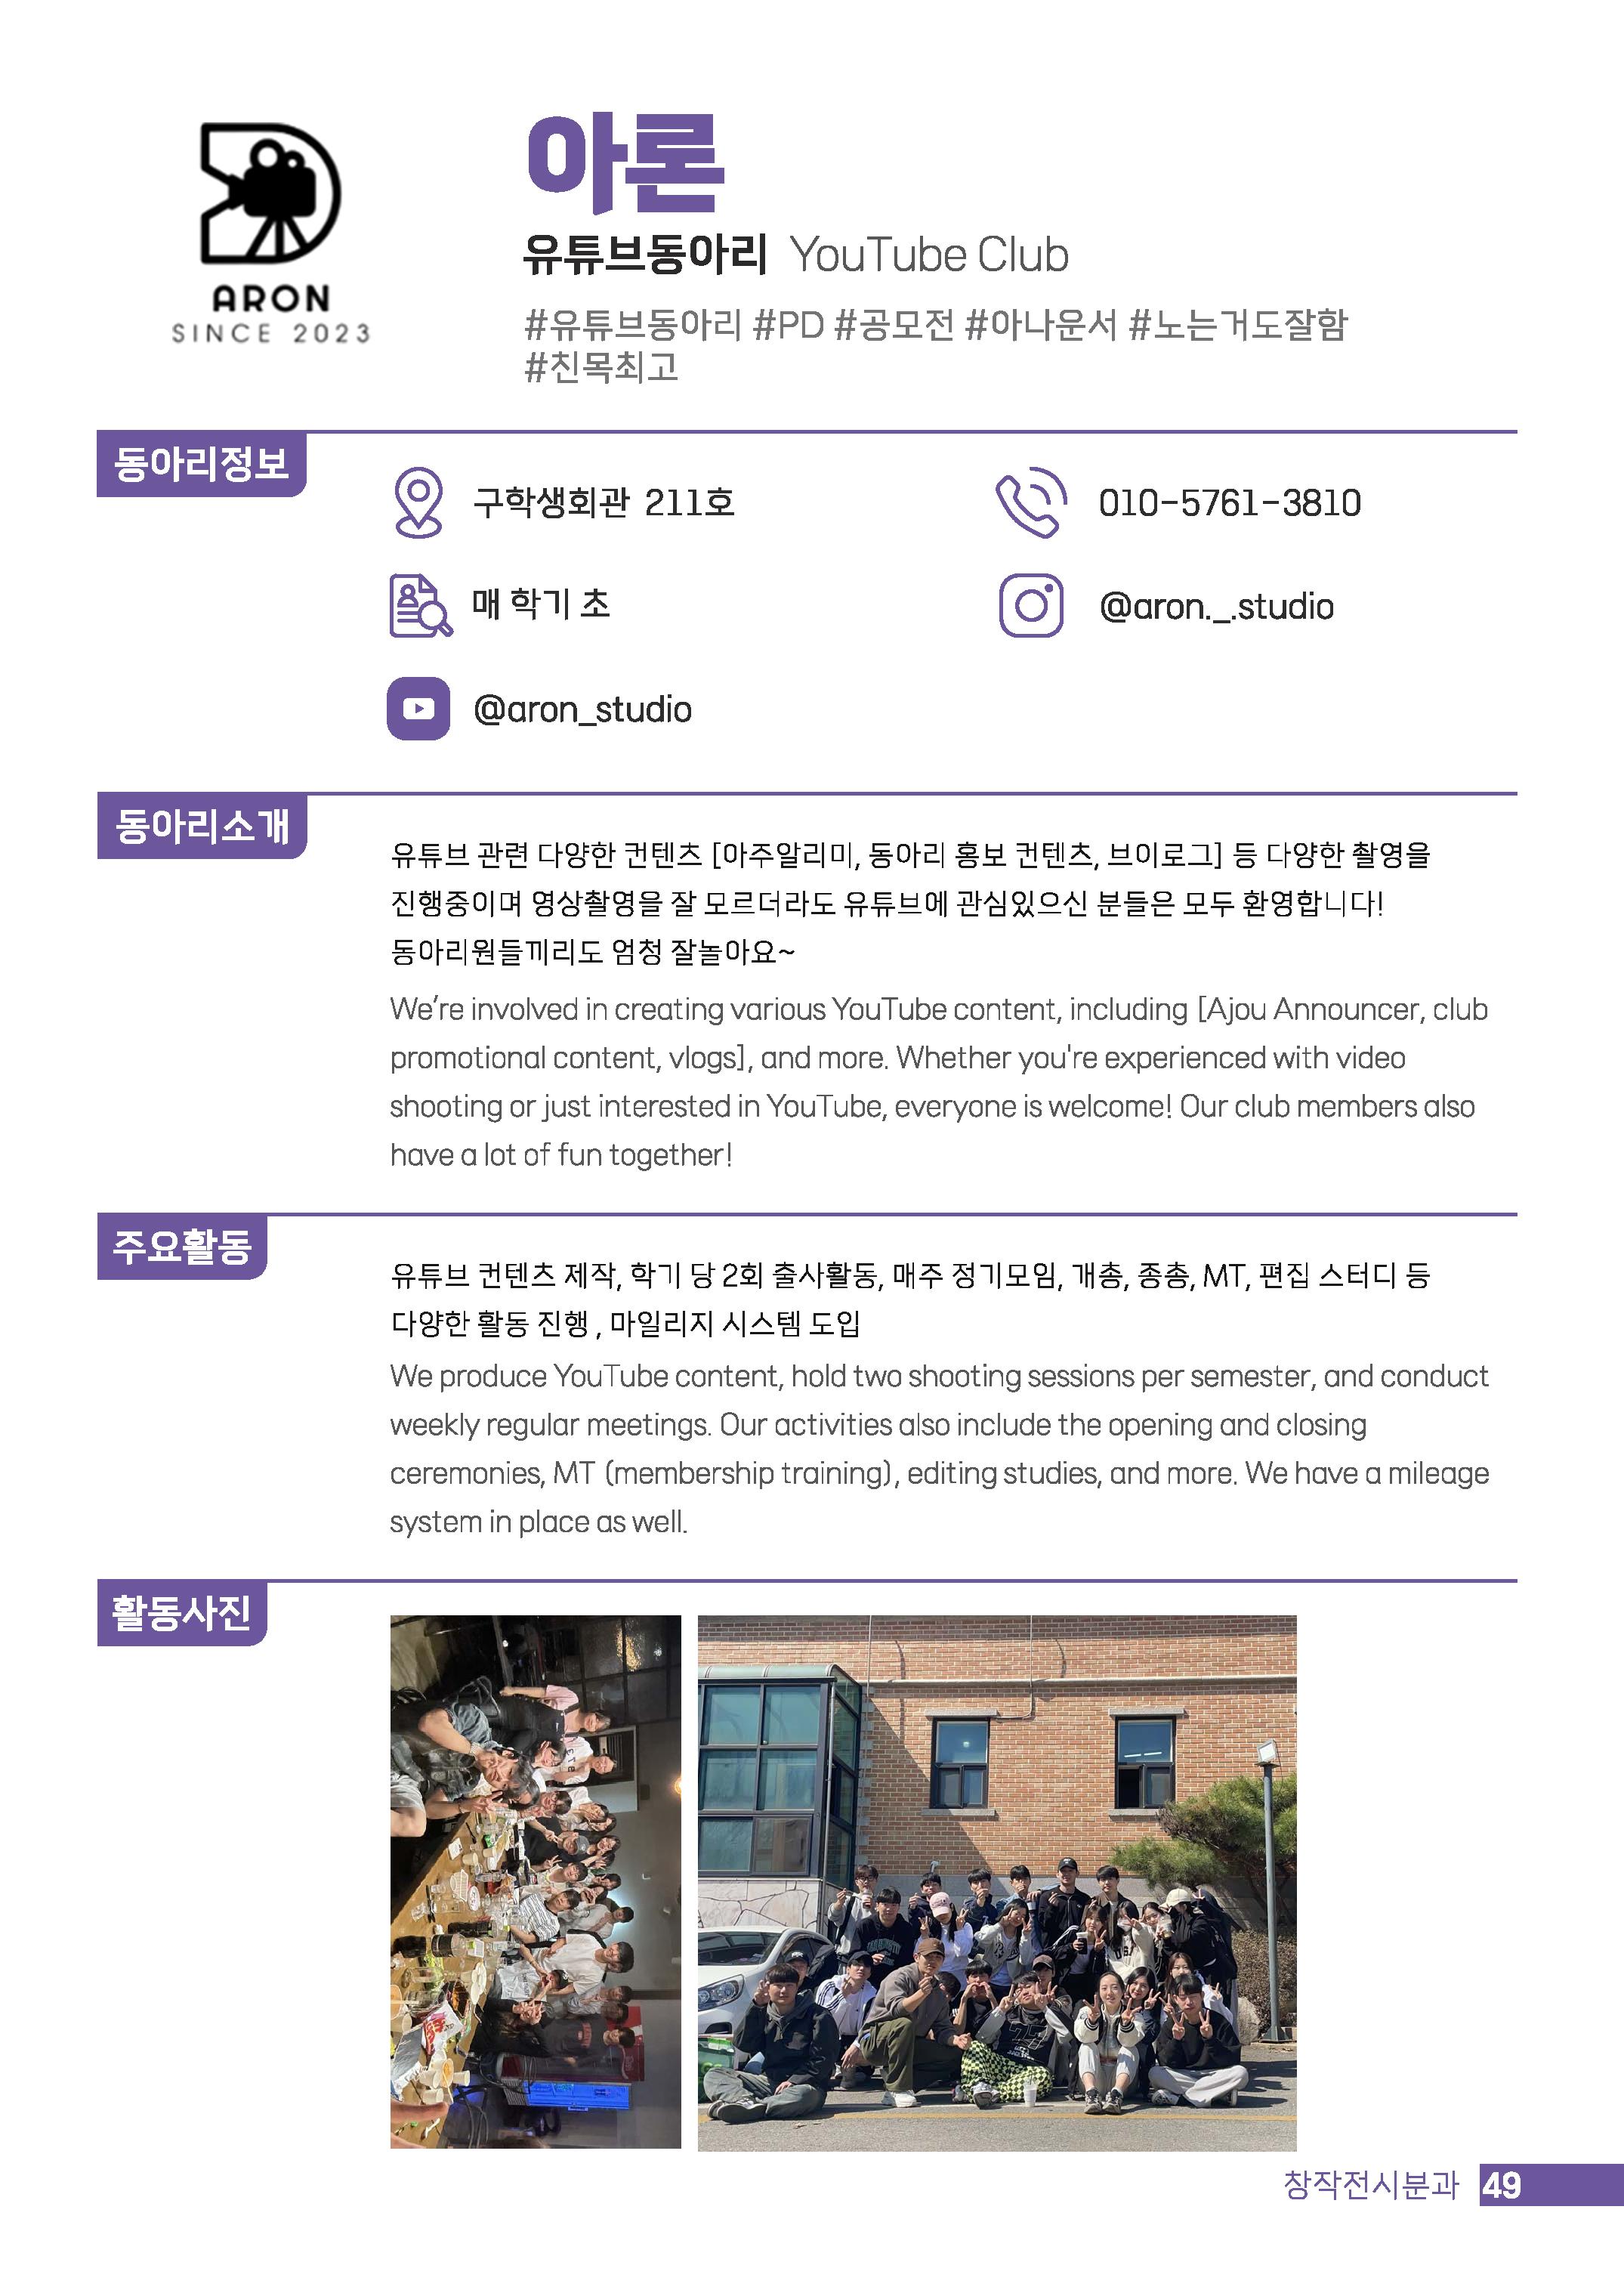 ARON
SINCE 2023
아론
유튜브동아리 YouTube Club
#유튜브동아리 #PD #공모전 #아나운서 #노는거도잘함
#친목최고
동아리정보
구학생회관 211호
010-5761-3810
매 학기 초
@aron._.studio
@aron_studio
동아리소개
유튜브 관련 다양한 컨텐츠 [아주알리미, 동아리 홍보 컨텐츠, 브이로그] 등 다양한 촬영을
진행중이며 영상촬영을 잘 모르더라도 유튜브에 관심있으신 분들은 모두 환영합니다!
동아리원들끼리도 엄청 잘놀아요~
We’re involved in creating various YouTube content, including [Ajou Announcer, club
promotional content, vlogs], and more. Whether you're experienced with video
shooting or just interested in YouTube, everyone is welcome! Our club members also
have a lot of fun together!
주요활동
유튜브 컨텐츠 제작, 학기 당 2회 출사활동, 매주 정기모임, 개총, 종총, MT, 편집 스터디 등
다양한 활동 진행 , 마일리지 시스템 도입
We produce YouTube content, hold two shooting sessions per semester, and conduct
weekly regular meetings. Our activities also include the opening and closing
ceremonies, MT (membership training), editing studies, and more. We have a mileage
system in place as well.
활동사진
창작전시분과 49